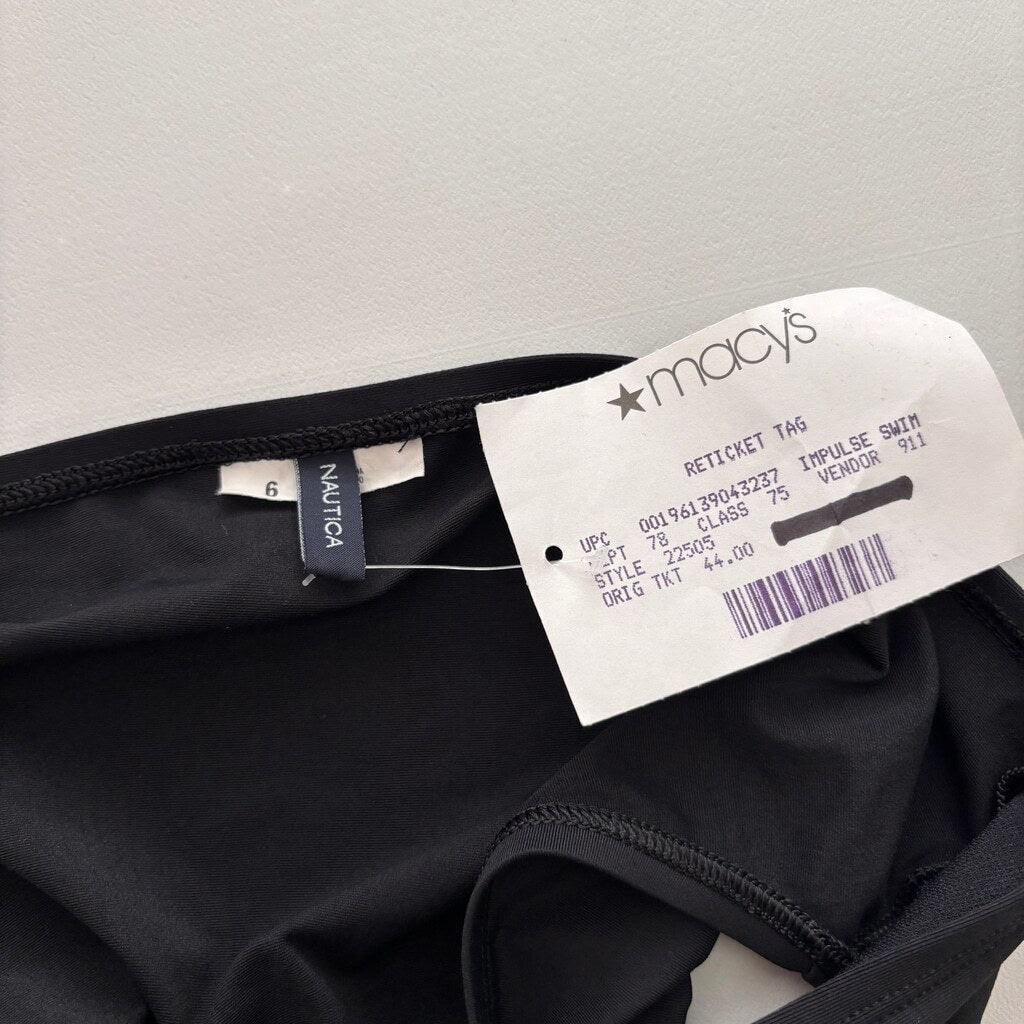 ★macy's
RETICKET TAG
IMPULSE SWIM
UPC 00196139043237
DEPT 78 CLASS 75 VENDOR 911
STYLE 22505
ORIG TKT 44.00
6
NAUTICA